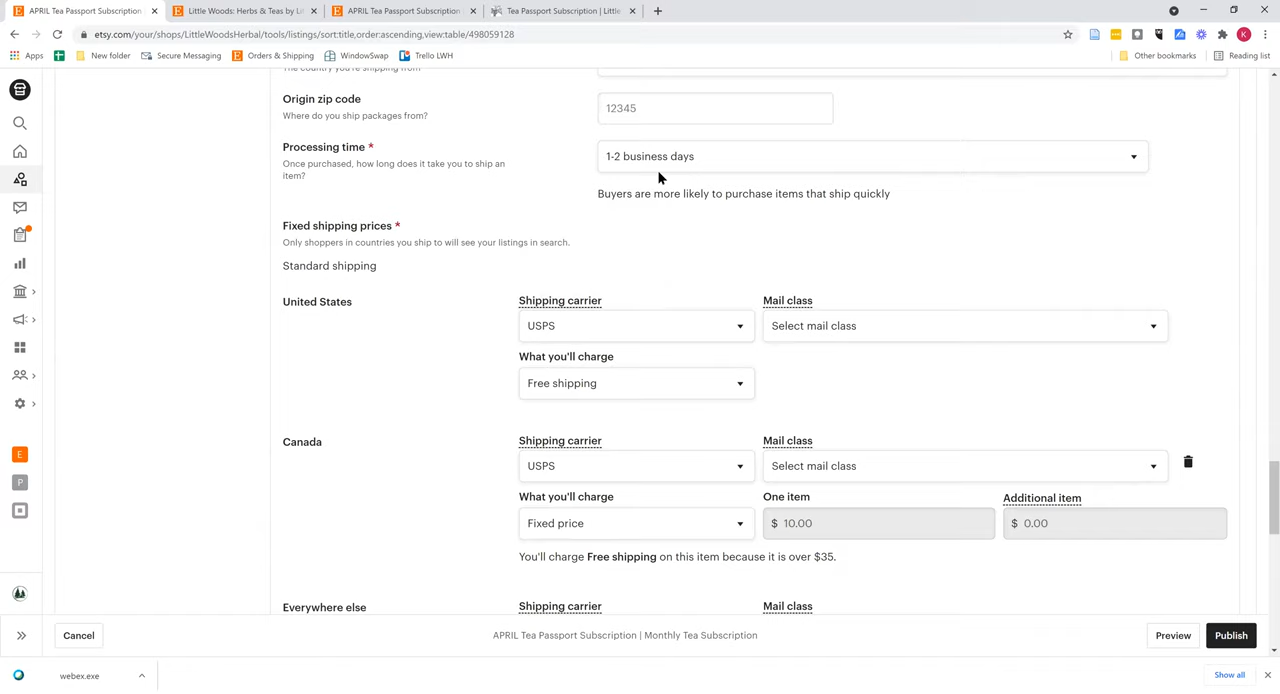 APRIL Tea Passport Subscription
Little Woods: Herbs & Teas by Li
APRIL Tea Passport Subscription
Tea Passport Subscription | Little
etsy.com/your/shops/LittleWoodsHerbal/tools/listings/sort:title,order:ascending,view:table/498059128
K
Apps
New folder
Secure Messaging
Orders & Shipping
WindowSwap
Trello LWH
Other bookmarks
Reading list
The country you're shipping from
Origin zip code
12345
Where do you ship packages from?
Processing time *
1-2 business days
Once purchased, how long does it take you to ship an
item?
Buyers are more likely to purchase items that ship quickly
Fixed shipping prices *
Only shoppers in countries you ship to will see your listings in search.
Standard shipping
United States
Shipping carrier
Mail class
USPS
Select mail class
What you'll charge
Free shipping
Canada
Shipping carrier
Mail class
USPS
Select mail class
What you'll charge
One item
Additional item
Fixed price
$ 10.00
$ 0.00
You'll charge Free shipping on this item because it is over $35.
Everywhere else
Shipping carrier
Mail class
E
P
Cancel
APRIL Tea Passport Subscription | Monthly Tea Subscription
Preview
Publish
webex.exe
Show all